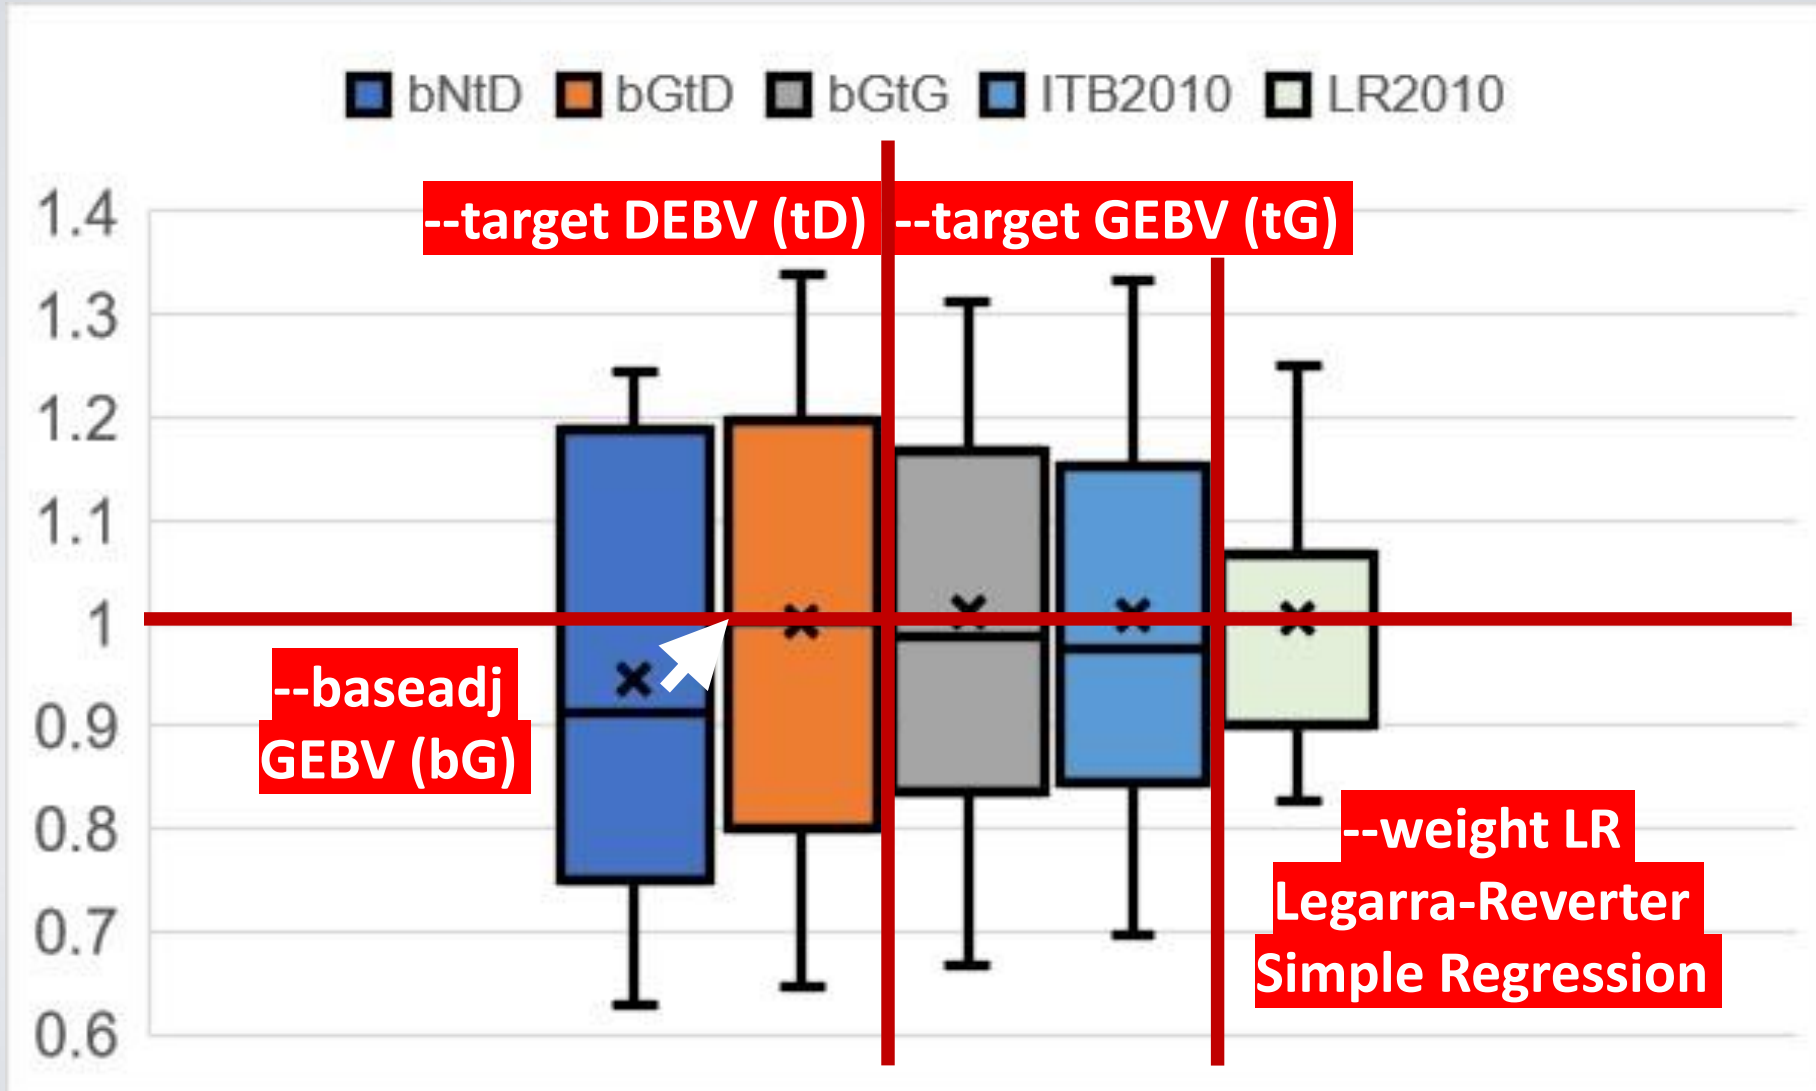 bNtD bGtD bGtG ITB2010 LR2010
--target DEBV (tD) --target GEBV (tG)
1.4
1.3
1.2
1.1
1
--baseadj
GEBV (bG)
0.9
0.8
0.7
0.6
--weight LR
Legarra-Reverter
Simple Regression